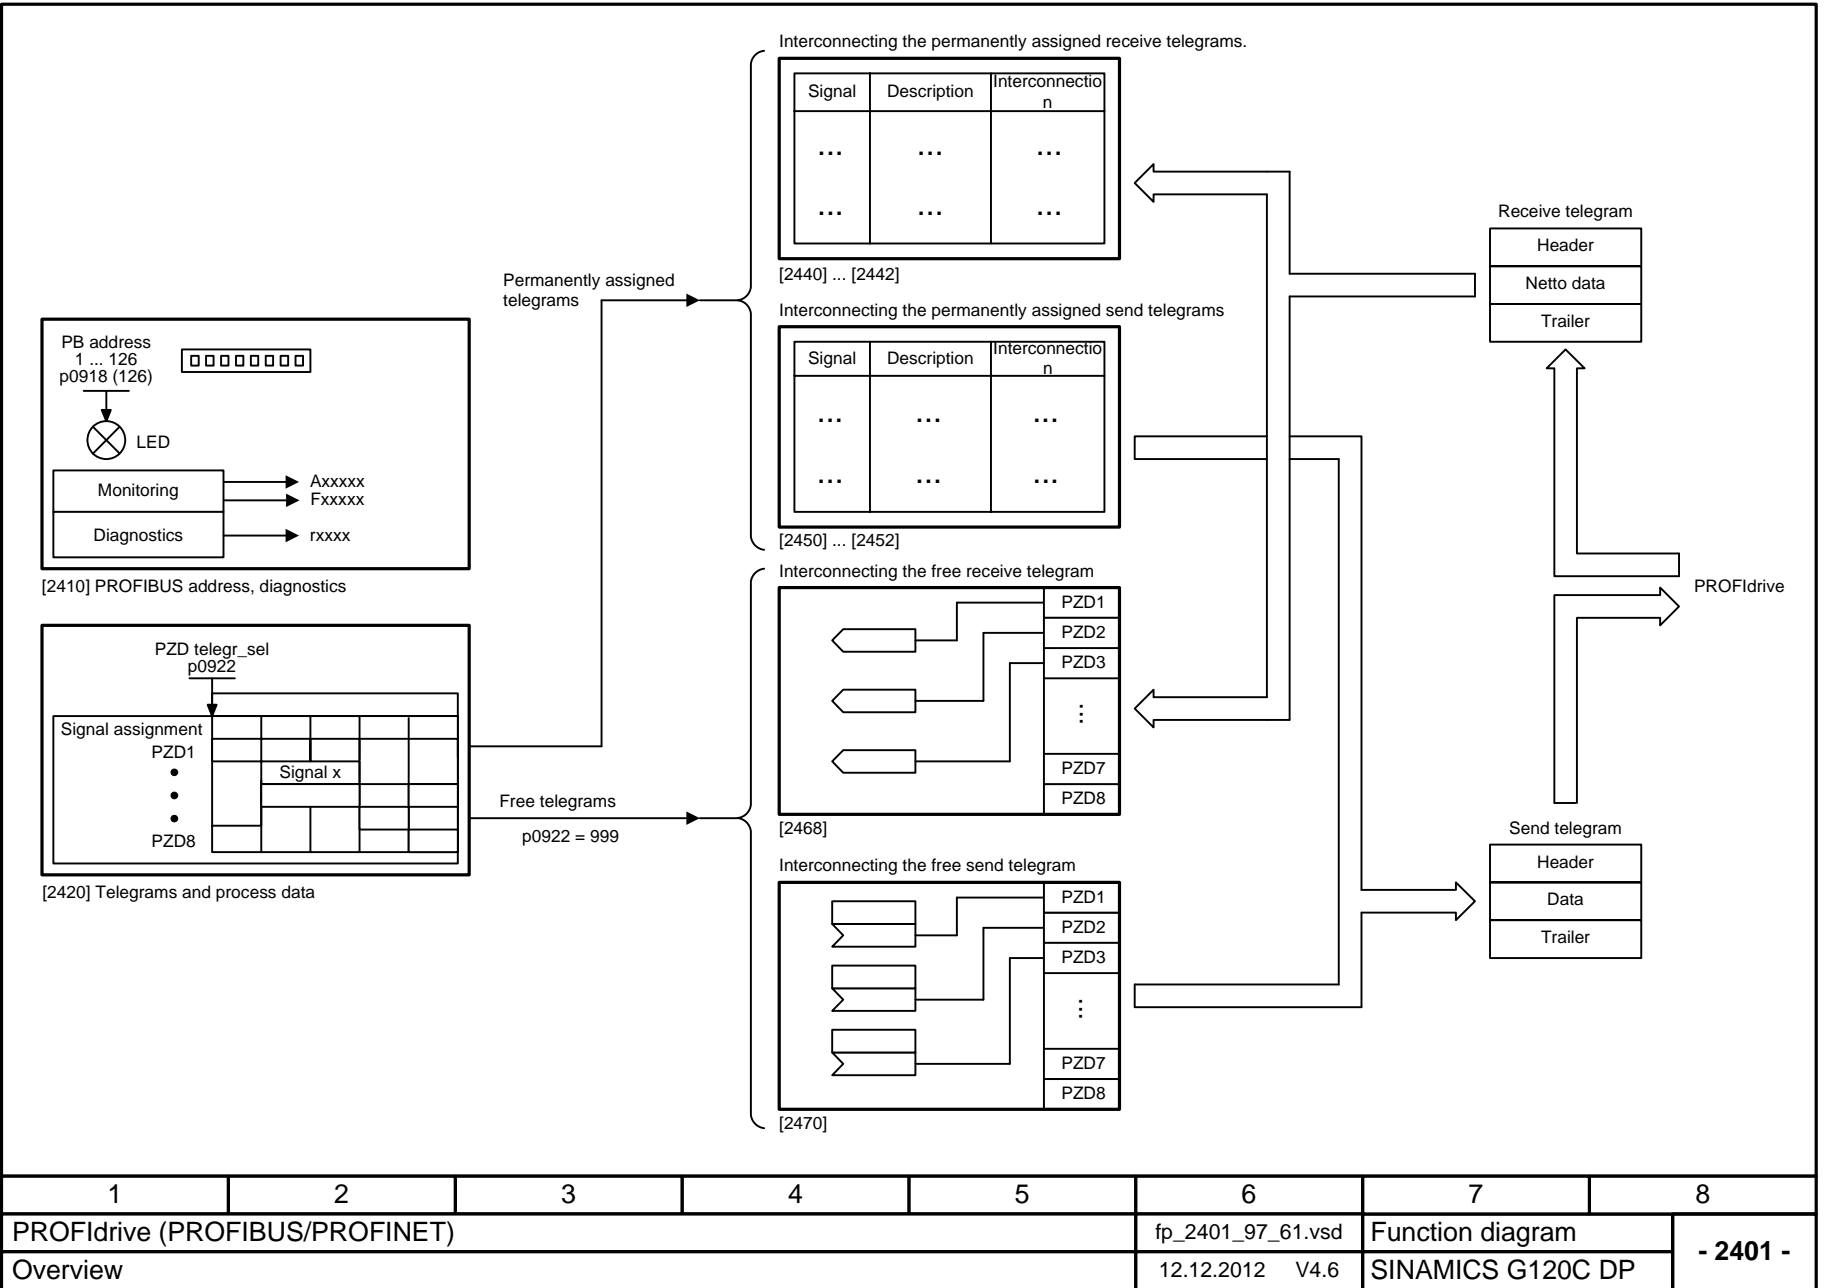 Interconnecting the permanently assigned receive telegrams.
Signal Description Interconnectio
n
... ... ...
... ... ...
[2440] ... [2442]
Permanently assigned
telegrams
Interconnecting the permanently assigned send telegrams
Signal Description Interconnectio
n
... ... ...
... ... ...
[2450] ... [2452]
PB address
1 ... 126
p0918 (126)
LED
Monitoring
Axxxxx
Fxxxxx
Diagnostics
rxxxx
[2410] PROFIBUS address, diagnostics
PZD telegr_sel
p0922
Signal assignment
PZD1
Signal x
PZD8
[2420] Telegrams and process data
Free telegrams
p0922 = 999
Interconnecting the free receive telegram
PZD1
PZD2
PZD3
...
PZD7
PZD8
[2468]
Interconnecting the free send telegram
PZD1
PZD2
PZD3
...
PZD7
PZD8
[2470]
Receive telegram
Header
Netto data
Trailer
PROFIdrive
Send telegram
Header
Data
Trailer
1 2 3 4 5 6 7 8
PROFIdrive (PROFIBUS/PROFINET) fp_2401_97_61.vsd Function diagram
- 2401 -
Overview 12.12.2012 V4.6 SINAMICS G120C DP